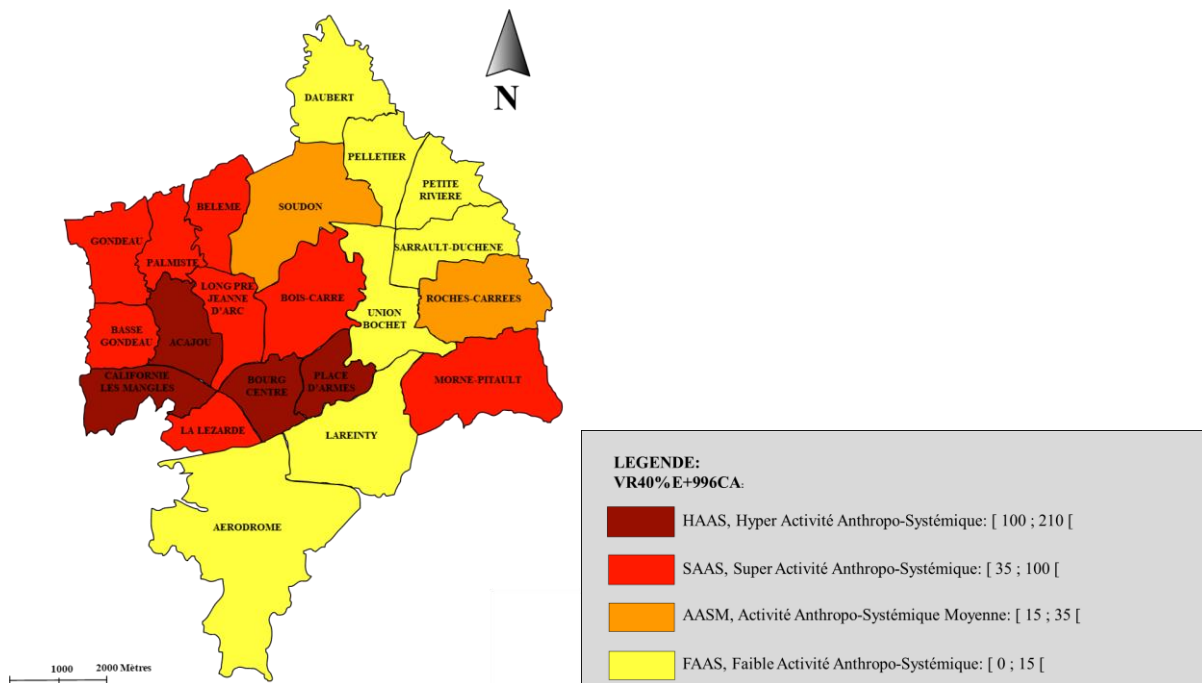 N
DAUBERT
PELLETIER
PETITE
RIVIERE
BELEME
SOUDON
GONDEAU
SARRAULT-DUCHENE
PALMISTE
LONG PRE
JEANNE
D'ARC
BOIS-CARRE
ROCHES-CARREES
UNION
BOCHET
BASSE
GONDEAU
ACAJOU
CALIFORNIE
LES MANGLES
BOURG
CENTRE
PLACE
D'ARMES
MORNE-PITAULT
LA LEZARDE
LAREINTY
AERODROME
1000 2000 Mètres
LEGENDE:
VR40%E+996CA:
HAAS, Hyper Activité Anthropo-Systémique: [ 100 ; 210 [
SAAS, Super Activité Anthropo-Systémique: [ 35 ; 100 [
AASM, Activité Anthropo-Systémique Moyenne: [ 15 ; 35 [
FAAS, Faible Activité Anthropo-Systémique: [ 0 ; 15 [